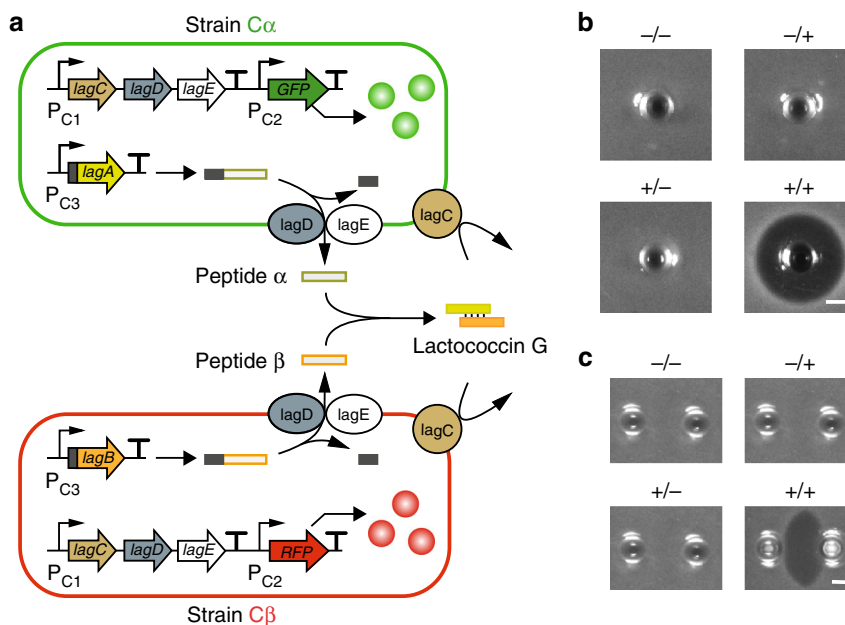 a
Strain Cα
lagC lagD lagE GFP
PC1 PC2
lagA
PC3
lagD lagE lagC
Peptide α
Lactococcin G
Peptide β
lagD lagE lagC
lagB
PC3
lagC lagD lagE RFP
PC1 PC2
Strain Cβ
b
−/− −/+
+/− +/+
c
−/− −/+
+/− +/+